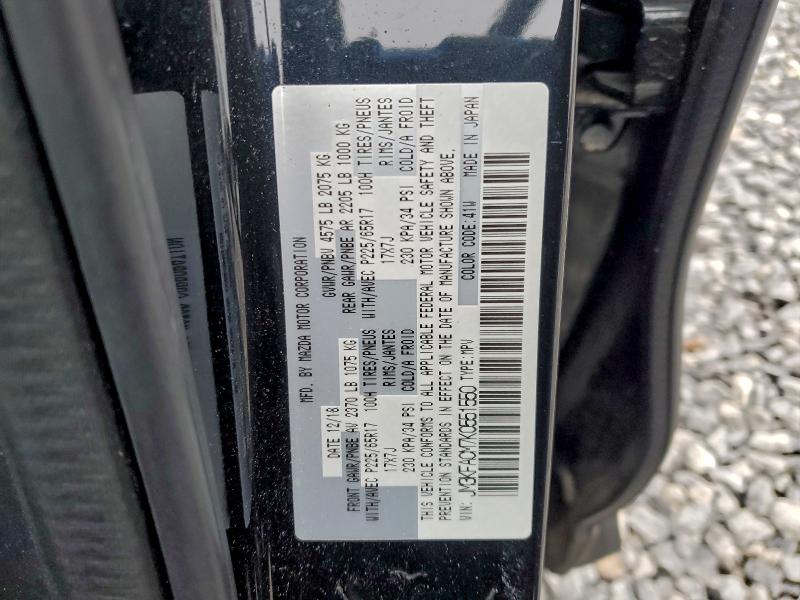 MFD. BY MAZDA MOTOR CORPORATION
DATE 12/18 GVWR/PNBV 4575 LB 2075 KG
FRONT GAWR/PNBE AV 2370 LB 1075 KG REAR GAWR/PNBE AR 2205 LB 1000 KG
WITH/AVEC P225/65R17 100H TIRES/PNEUS WITH/AVEC P225/65R17 100H TIRES/PNEUS
17X7J RIMS/JANTES 17X7J RIMS/JANTES
230 KPA/34 PSI COLD/A FROID 230 KPA/34 PSI COLD/A FROID
THIS VEHICLE CONFORMS TO ALL APPLICABLE FEDERAL MOTOR VEHICLE SAFETY AND THEFT
PREVENTION STANDARDS IN EFFECT ON THE DATE OF MANUFACTURE SHOWN ABOVE.
VIN: JM3KFACM7K0551550 TYPE:MPV COLOR CODE:41W MADE IN JAPAN